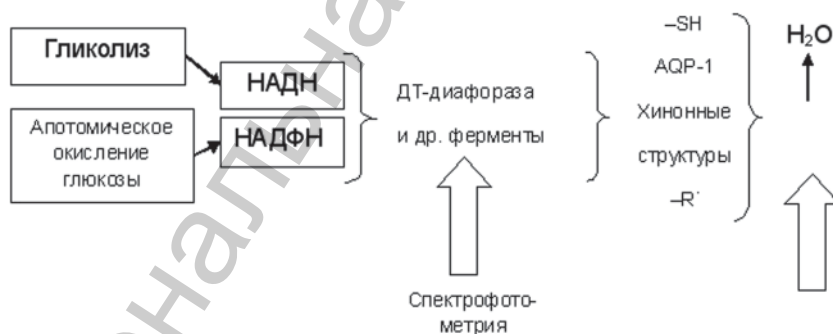 Гликолиз
Апотомическое
окисление
глюкозы
НАДН
НАДФН
ДТ-диафораза
и др. ферменты
Спектрофото-
метрия
–SH
AQP-1
Хинонные
структуры
–R˙
H₂O